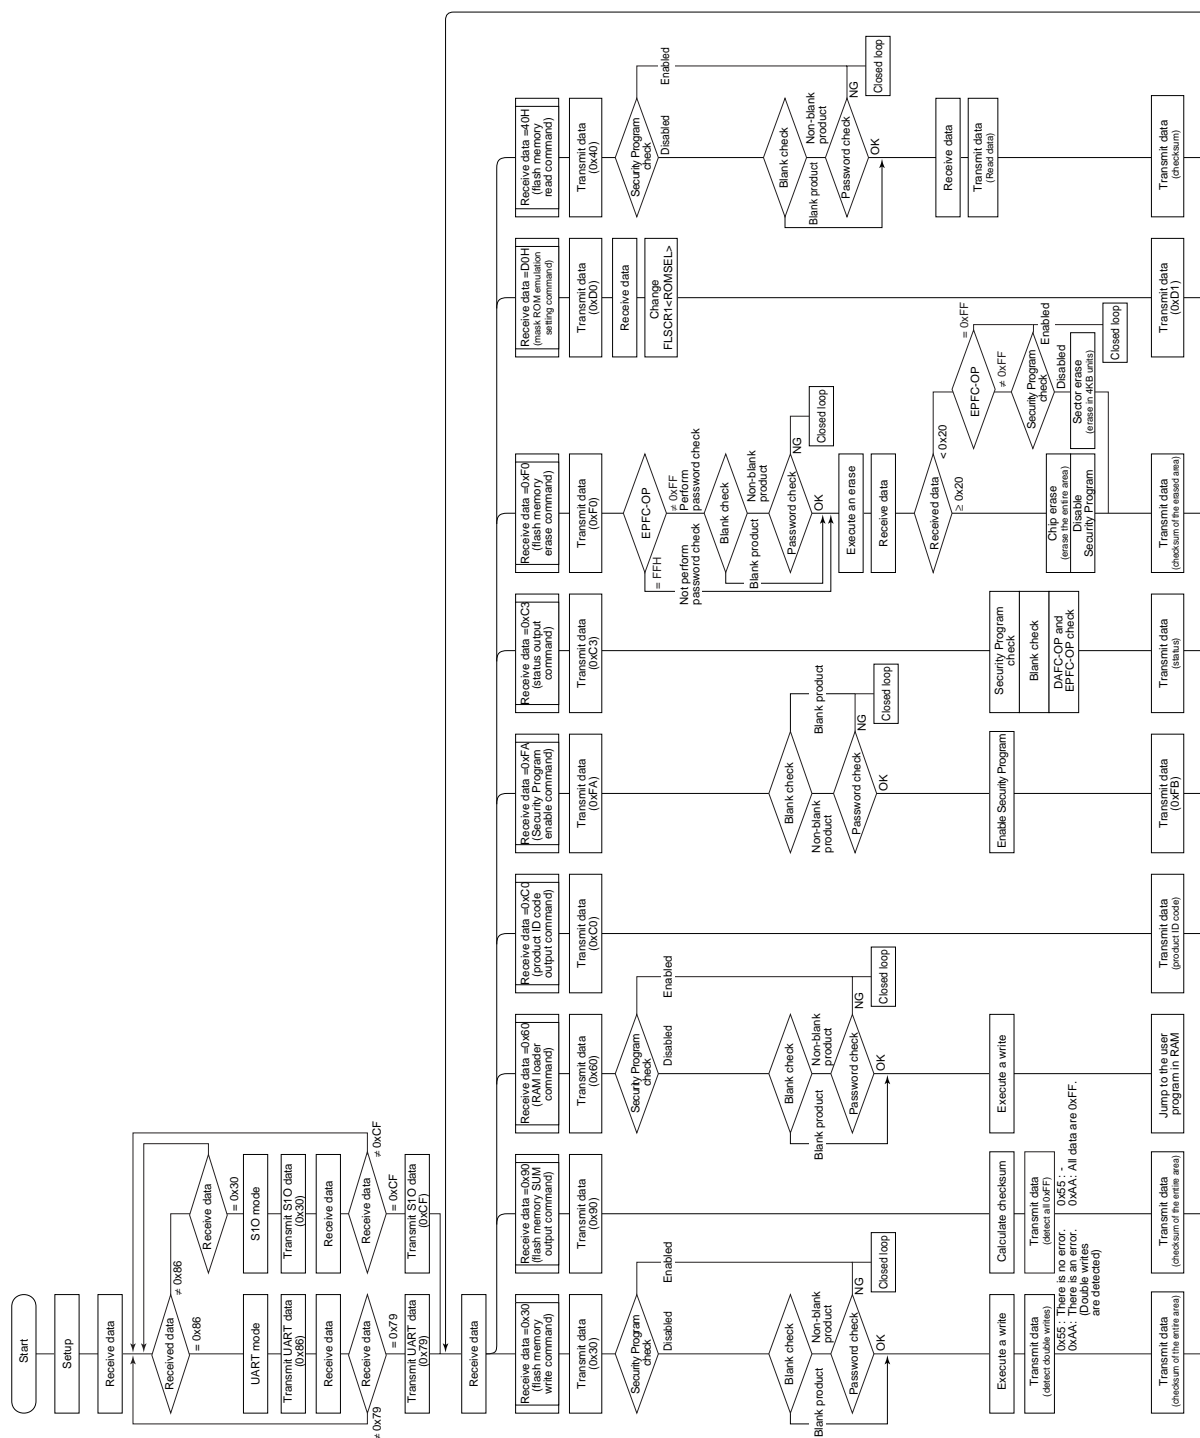 Start
Setup
Receive data
Received data
≠ 0x86
= 0x86
UART mode
Transmit UART data
(0x86)
Receive data
Receive data
≠ 0x79
= 0x79
Transmit UART data
(0x79)
Receive data
= 0x30
S1O mode
Transmit S1O data
(0x30)
Receive data
Receive data
≠ 0xCF
= 0xCF
Transmit S1O data
(0xCF)
Receive data
Receive data =0x30
(flash memory
write command)
Transmit data
(0x30)
Security Program
check
Enabled
Disabled
Blank check
Blank product
Non-blank
product
Password check
NG
OK
Closed loop
Execute a write
Transmit data
(detect double writes)
0x55 : There is no error.
0xAA: There is an error.
(Double writes
are detected)
Transmit data
(checksum of the entire area)
Receive data =0x90
(flash memory SUM
output command)
Transmit data
(0x90)
Calculate checksum
Transmit data
(detect all 0xFF)
0x55 : -
0xAA: All data are 0xFF.
Transmit data
(checksum of the entire area)
Receive data =0x60
(RAM loader
command)
Transmit data
(0x60)
Security Program
check
Enabled
Disabled
Blank check
Blank product
Non-blank
product
Password check
NG
OK
Closed loop
Execute a write
Jump to the user
program in RAM
Receive data =0xC0
(product ID code
output command)
Transmit data
(0xC0)
Transmit data
(product ID code)
Receive data =0xFA
(Security Program
enable command)
Transmit data
(0xFA)
Blank check
Blank product
Non-blank
product
Password check
NG
OK
Closed loop
Enable Security Program
Transmit data
(0xFB)
Receive data =0xC3
(status output
command)
Transmit data
(0xC3)
Security Program
check
Blank check
DAFC-OP and
EPFC-OP check
Transmit data
(status)
Receive data =0xF0
(flash memory
erase command)
Transmit data
(0xF0)
EPFC-OP
= FFH
Not perform
password check
≠ 0xFF
Perform
password check
Blank check
Blank product
Non-blank
product
Password check
NG
OK
Closed loop
Execute an erase
Receive data
Received data
< 0x20
≥ 0x20
EPFC-OP
= 0xFF
≠ 0xFF
Security Program
check
Enabled
Disabled
Closed loop
Chip erase
(erase the entire area)
Disable
Security Program
Sector erase
(erase in 4KB units)
Transmit data
(checksum of the erased area)
Receive data =D0H
(mask ROM emulation
setting command)
Transmit data
(0xD0)
Receive data
Change
FLSCR1<ROMSEL>
Transmit data
(0xD1)
Receive data =40H
(flash memory
read command)
Transmit data
(0x40)
Security Program
check
Enabled
Disabled
Blank check
Blank product
Non-blank
product
Password check
NG
OK
Closed loop
Receive data
Transmit data
(Read data)
Transmit data
(checksum)